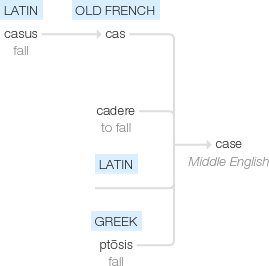 LATIN OLD FRENCH
casus cas
fall
cadere
to fall
case
Middle English
LATIN
GREEK
ptōsis
fall